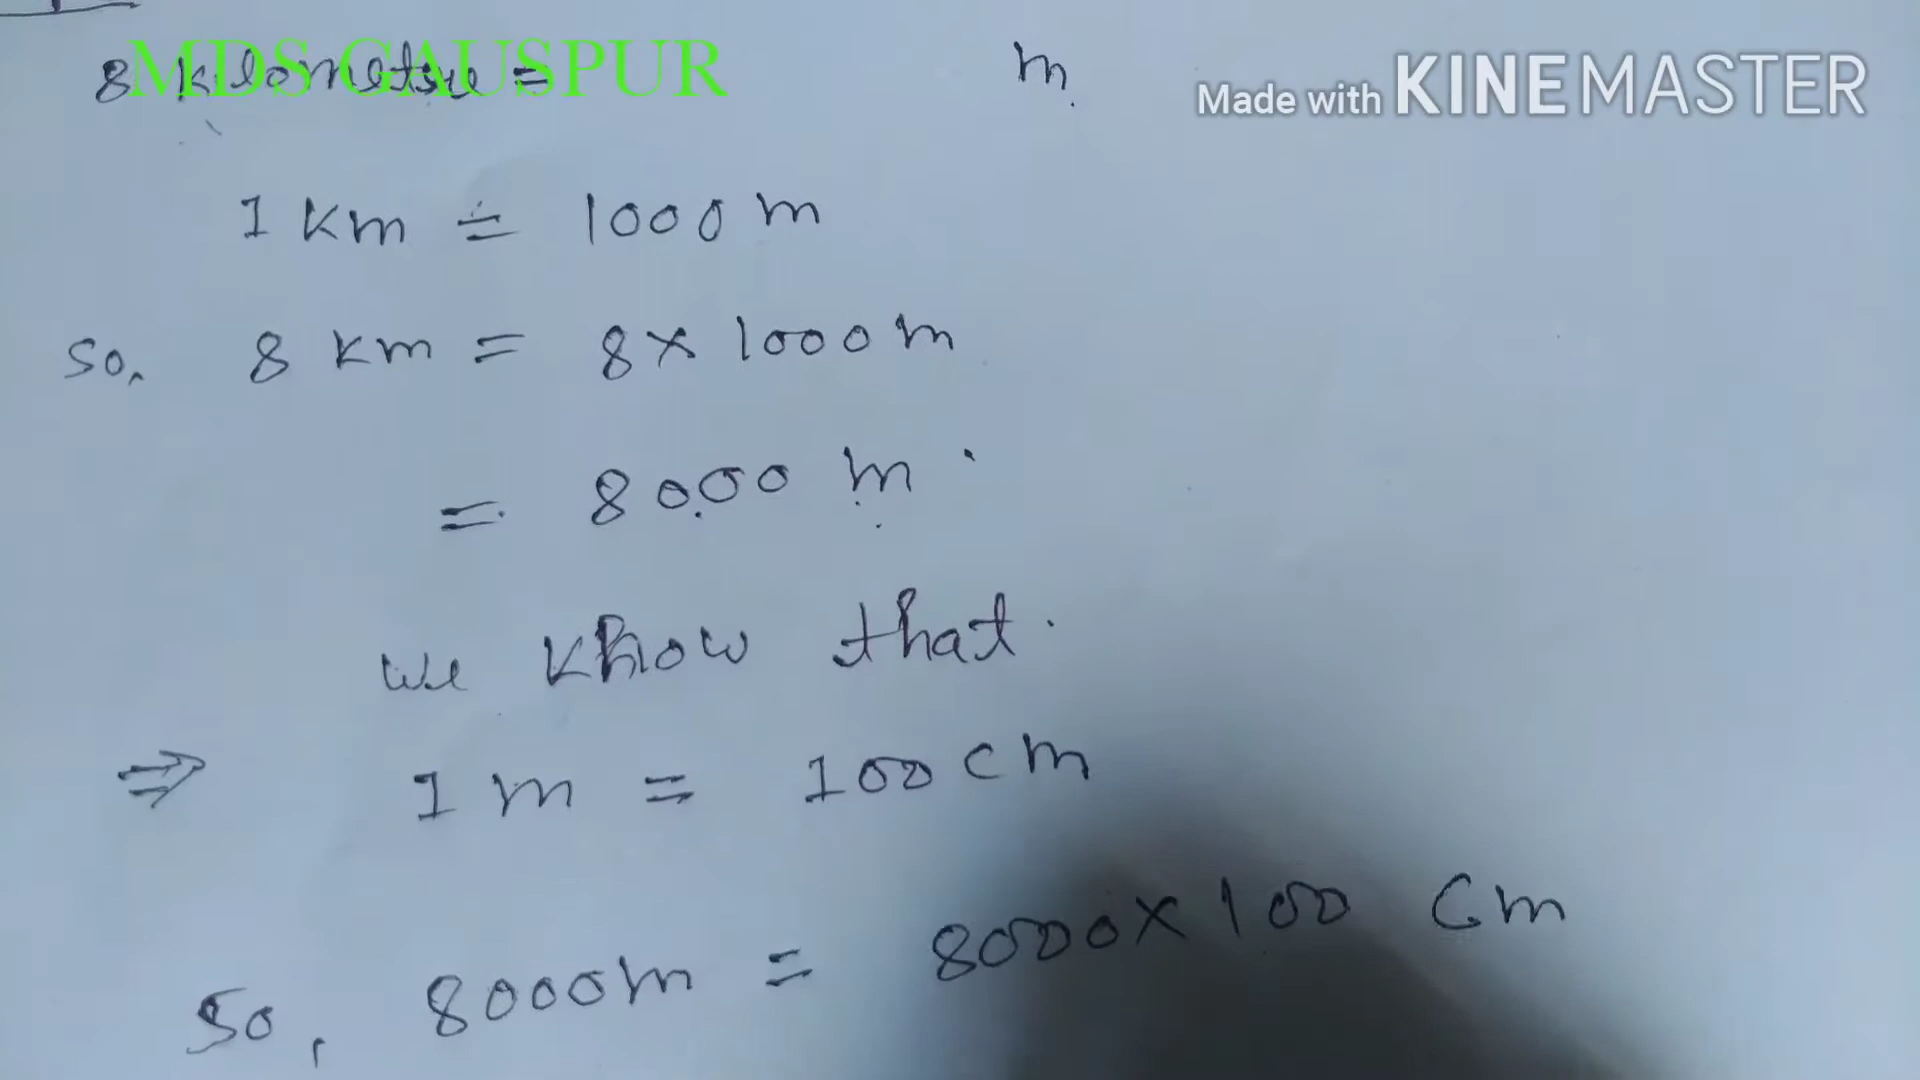 MDS GAUSPUR
8 kilometre = m
Made with KINEMASTER
1 Km = 1000 m
So, 8 Km = 8 x 1000 m
= 8000 m
We Know that.
⇒ 1 m = 100 cm
So, 8000m = 8000 x 100 cm